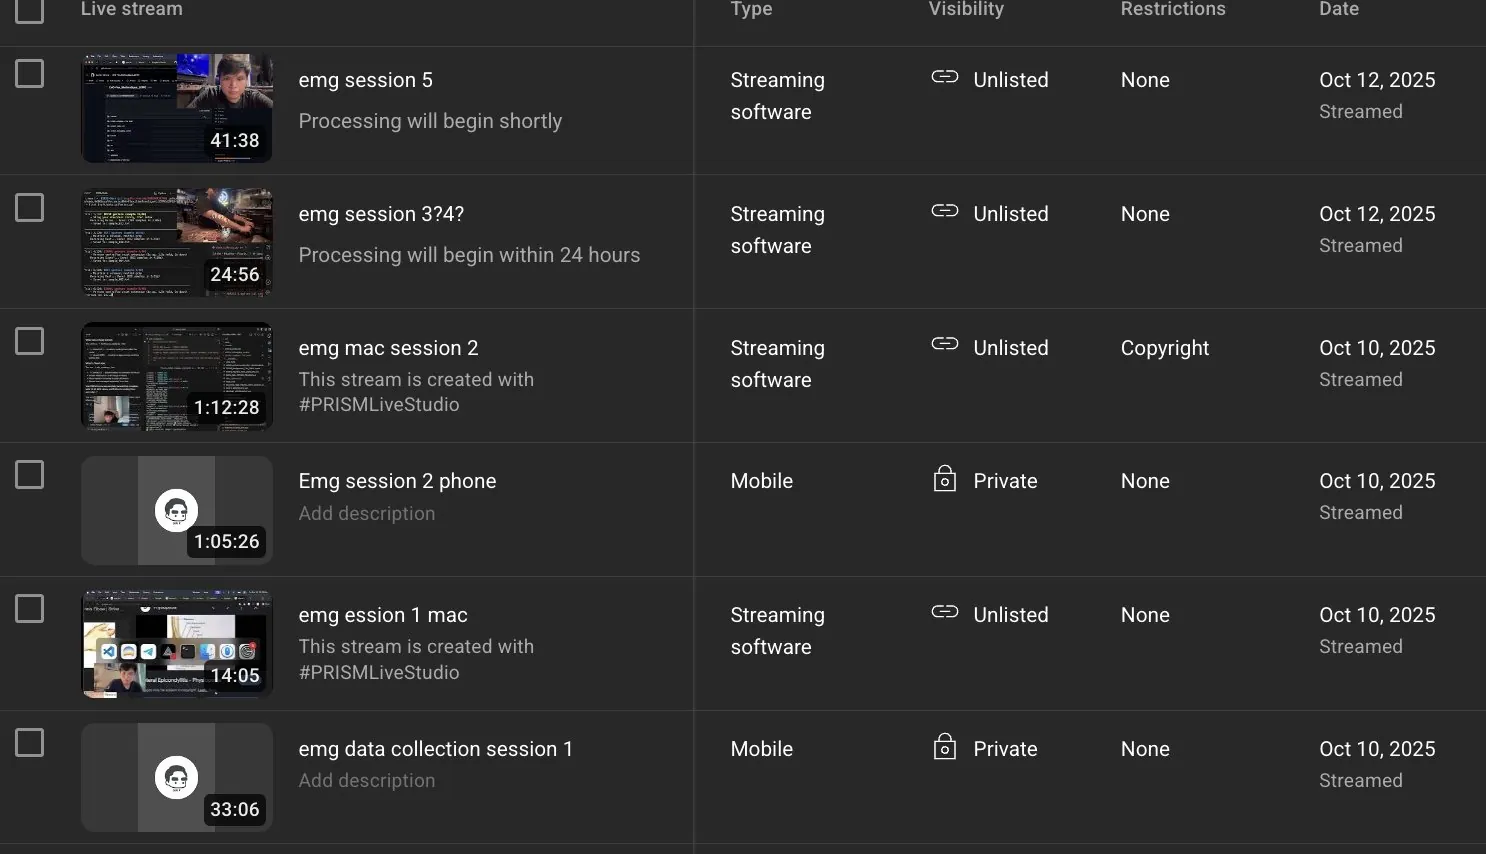 Live stream
Type
Visibility
Restrictions
Date
41:38
emg session 5
Processing will begin shortly
Streaming
software
Unlisted
None
Oct 12, 2025
Streamed
24:56
emg session 3?4?
Processing will begin within 24 hours
Streaming
software
Unlisted
None
Oct 12, 2025
Streamed
1:12:28
emg mac session 2
This stream is created with
#PRISMLiveStudio
Streaming
software
Unlisted
Copyright
Oct 10, 2025
Streamed
1:05:26
Emg session 2 phone
Add description
Mobile
Private
None
Oct 10, 2025
Streamed
14:05
emg ession 1 mac
This stream is created with
#PRISMLiveStudio
Streaming
software
Unlisted
None
Oct 10, 2025
Streamed
33:06
emg data collection session 1
Add description
Mobile
Private
None
Oct 10, 2025
Streamed